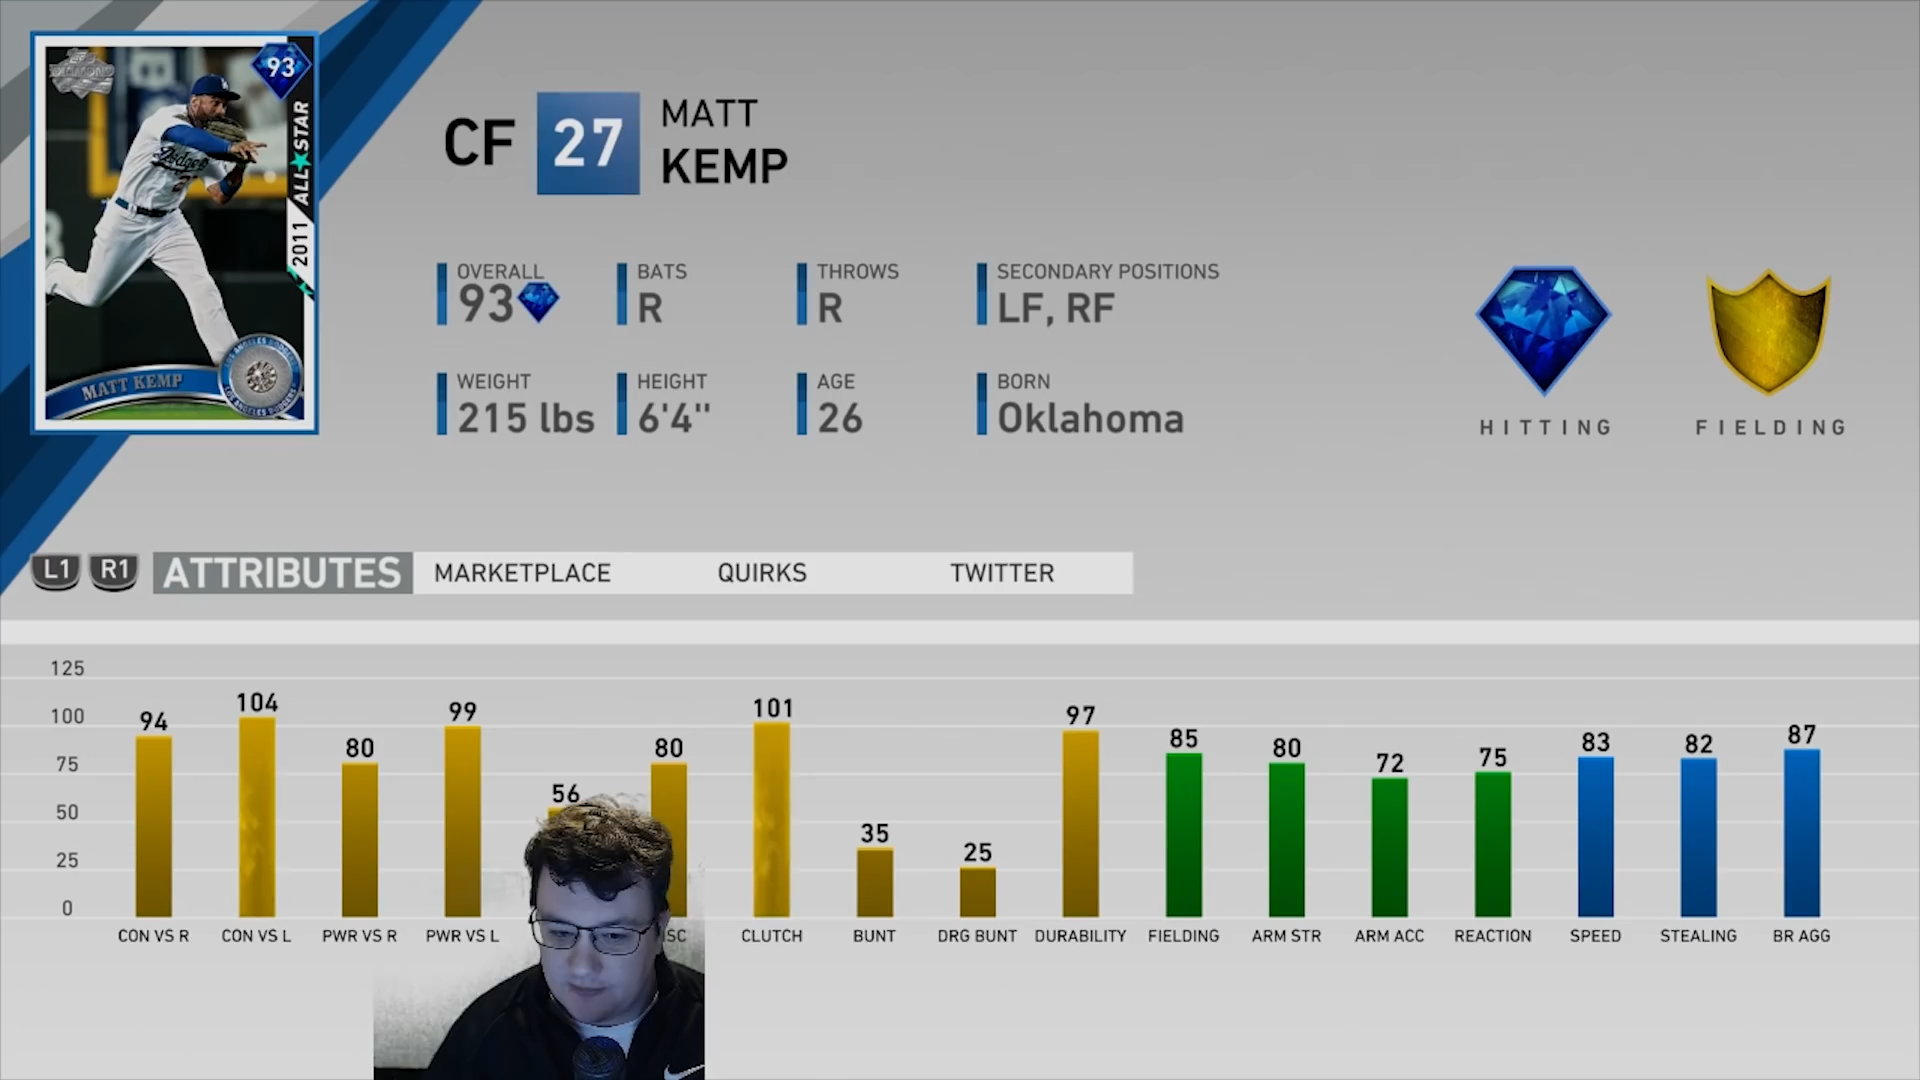 93
2011 ALL★STAR
Dodgers
MATT KEMP
CF 27 MATT
KEMP
OVERALL BATS THROWS SECONDARY POSITIONS
93 R R LF, RF
WEIGHT HEIGHT AGE BORN
215 lbs 6'4" 26 Oklahoma
HITTING FIELDING
L1 R1 ATTRIBUTES MARKETPLACE QUIRKS TWITTER
125
100
75
50
25
0
94 104 80 99 56 80 101 35 25 97 85 80 72 75 83 82 87
CON VS R CON VS L PWR VS R PWR VS L ISC CLUTCH BUNT DRG BUNT DURABILITY FIELDING ARM STR ARM ACC REACTION SPEED STEALING BR AGG